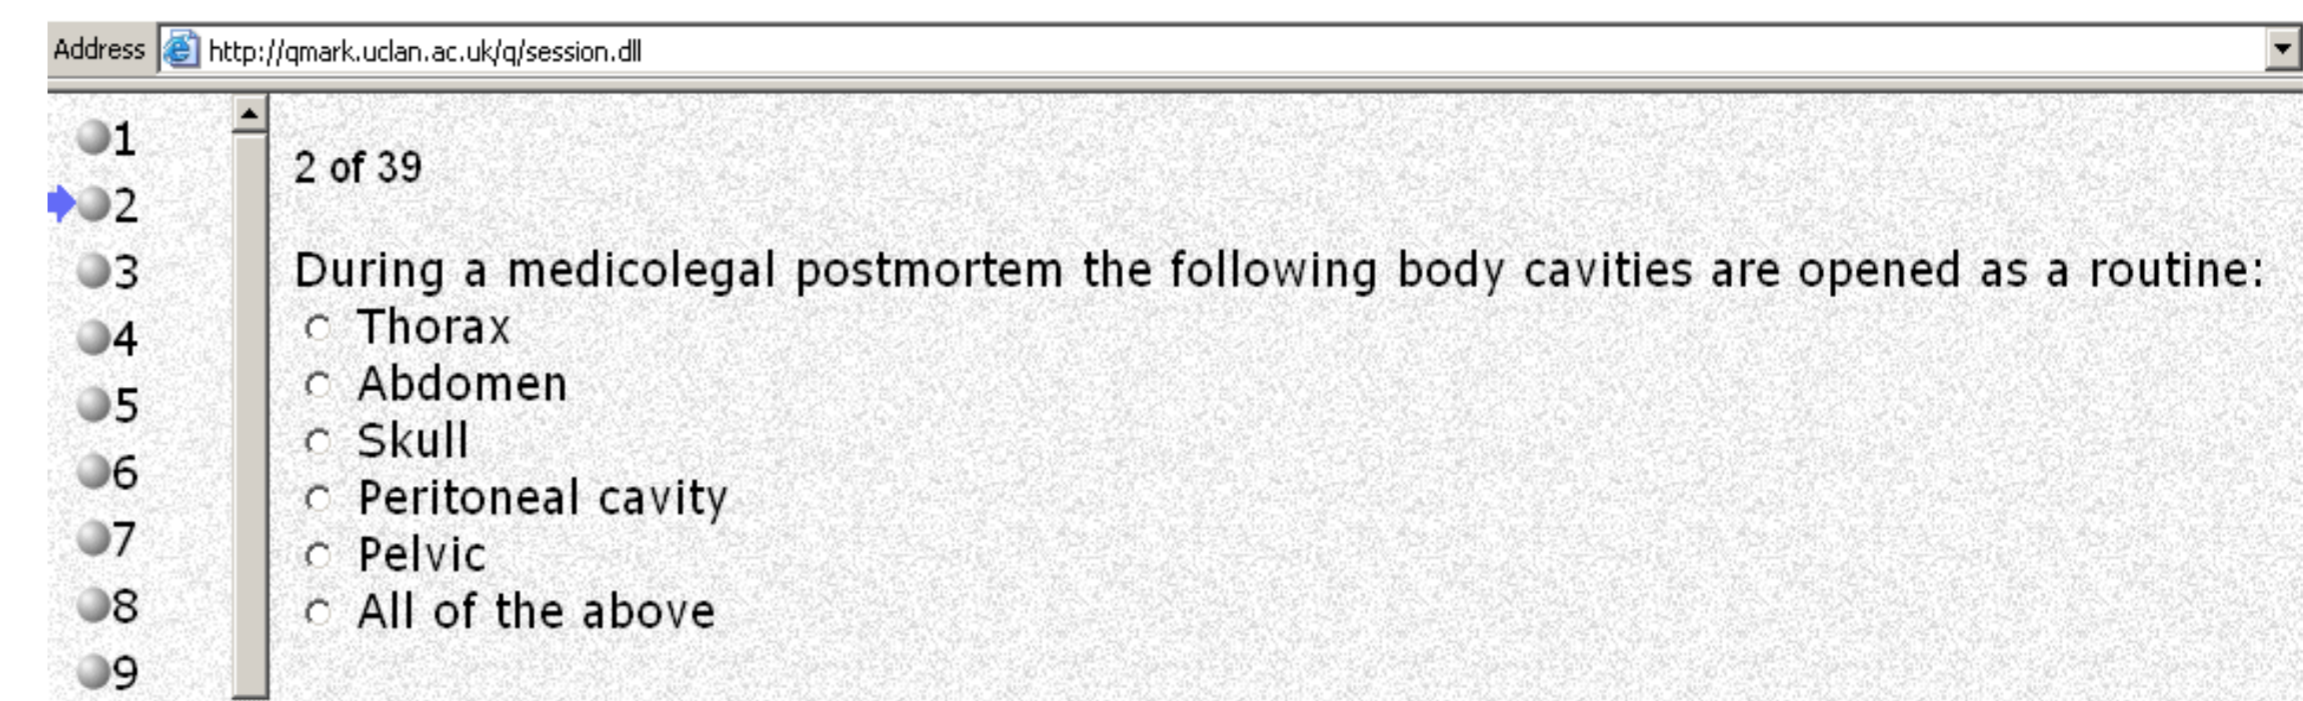 Address http://qmark.uclan.ac.uk/q/session.dll
1
2
3
4
5
6
7
8
9
2 of 39
During a medicolegal postmortem the following body cavities are opened as a routine:
Thorax
Abdomen
Skull
Peritoneal cavity
Pelvic
All of the above